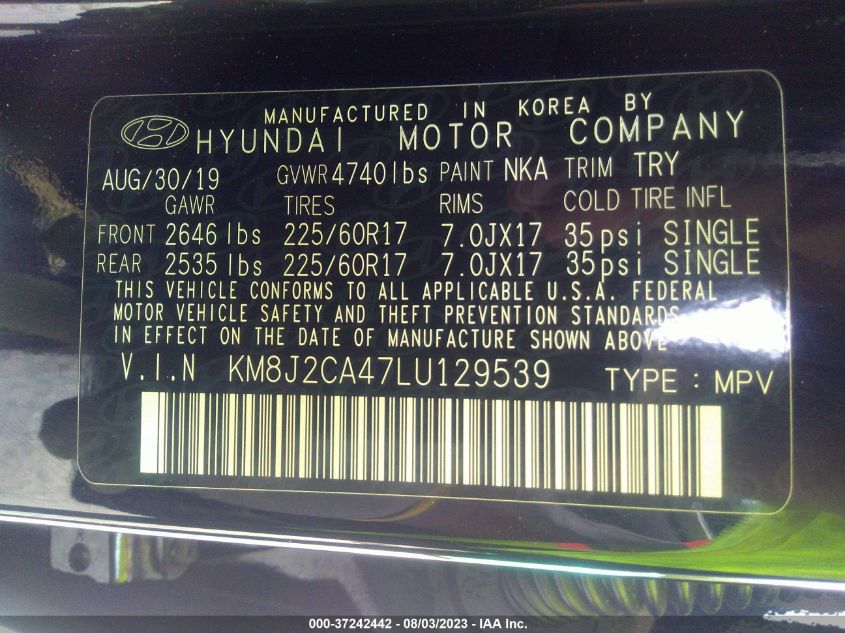 MANUFACTURED IN KOREA BY
HYUNDAI MOTOR COMPANY
AUG/30/19 GVWR 4740lbs PAINT NKA TRIM TRY
GAWR TIRES RIMS COLD TIRE INFL
FRONT 2646 lbs 225/60R17 7.0JX17 35psi SINGLE
REAR 2535 lbs 225/60R17 7.0JX17 35psi SINGLE
THIS VEHICLE CONFORMS TO ALL APPLICABLE U.S.A. FEDERAL
MOTOR VEHICLE SAFETY AND THEFT PREVENTION STANDARDS
IN EFFECT ON THE DATE OF MANUFACTURE SHOWN ABOVE
V.I.N KM8J2CA47LU129539 TYPE : MPV
000-37242442 - 08/03/2023 - IAA Inc.